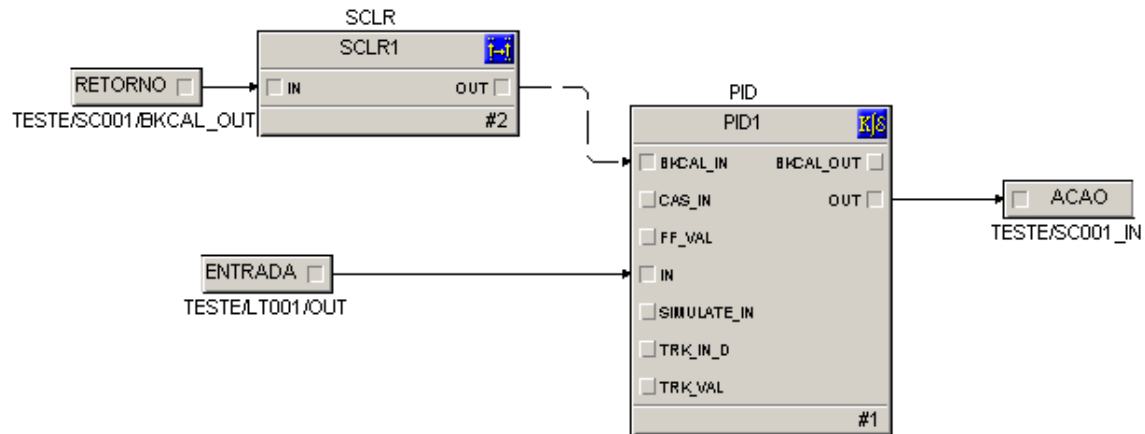 SCLR
SCLR1
RETORNO
IN OUT
TESTE/SC001/BKCAL_OUT
#2
PID
PID1 K∫δ
BKCAL_IN BKCAL_OUT
CAS_IN OUT
ACAO
TESTE/SC001_IN
FF_VAL
ENTRADA
IN
TESTE/LT001/OUT
SIMULATE_IN
TRK_IN_D
TRK_VAL
#1